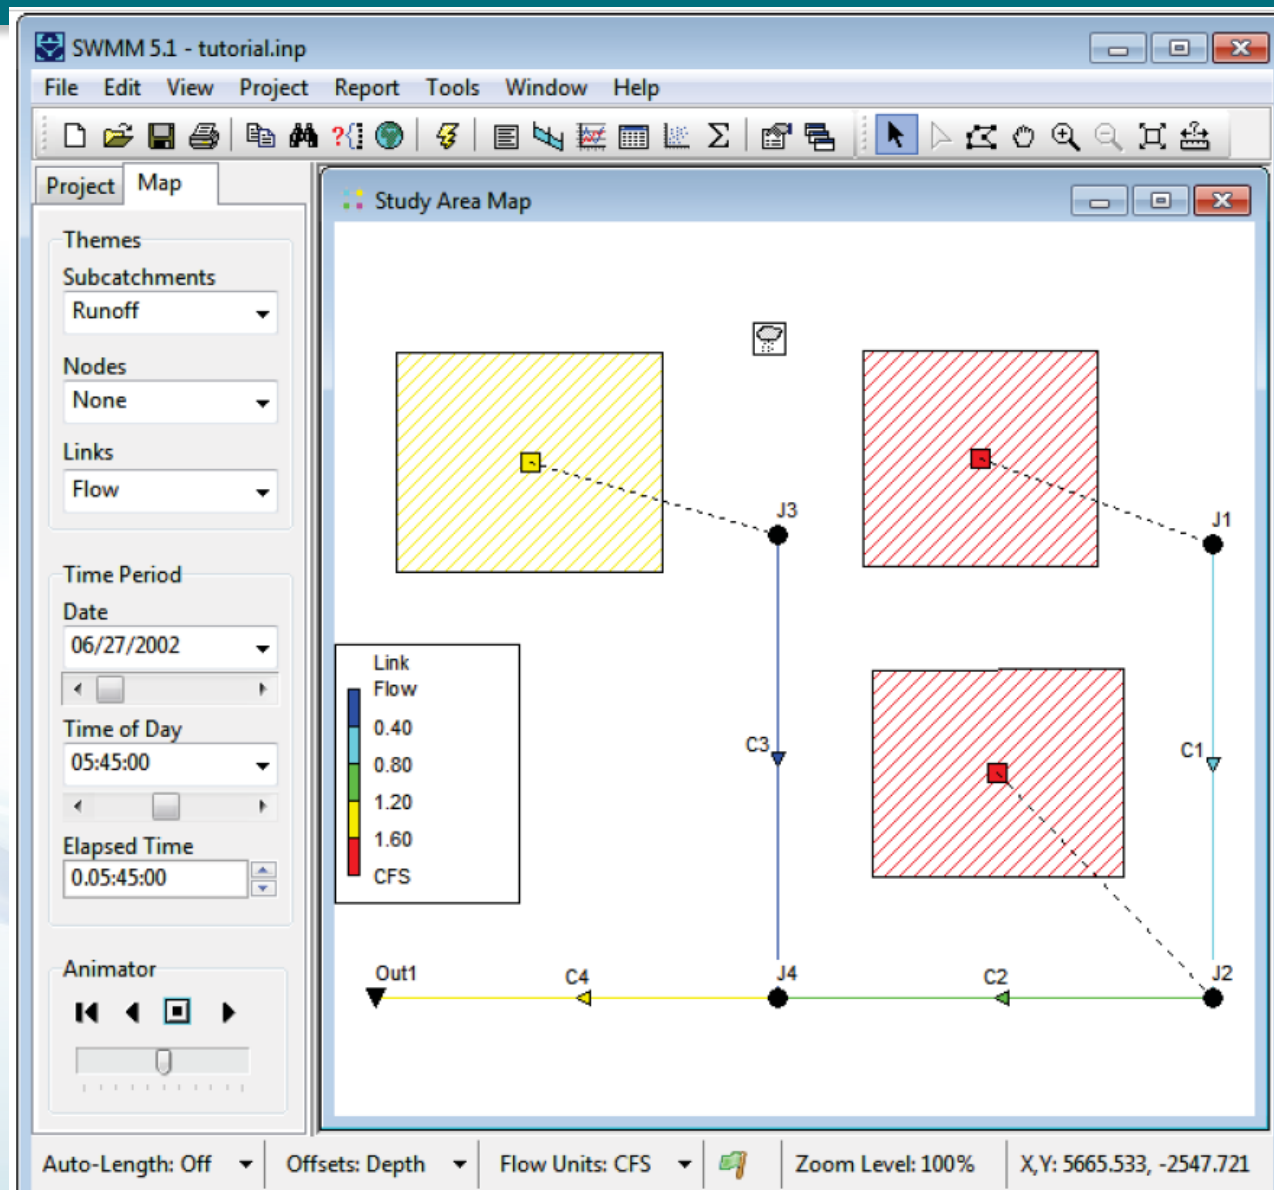 SWMM 5.1 - tutorial.inp
File Edit View Project Report Tools Window Help
Project Map
Themes
Subcatchments
Runoff
Nodes
None
Links
Flow
Time Period
Date
06/27/2002
Time of Day
05:45:00
Elapsed Time
0.05:45:00
Animator
Study Area Map
J3
J1
Link
Flow
0.40
0.80
1.20
1.60
CFS
C3
C1
Out1
C4
J4
C2
J2
Auto-Length: Off Offsets: Depth Flow Units: CFS Zoom Level: 100% X,Y: 5665.533, -2547.721